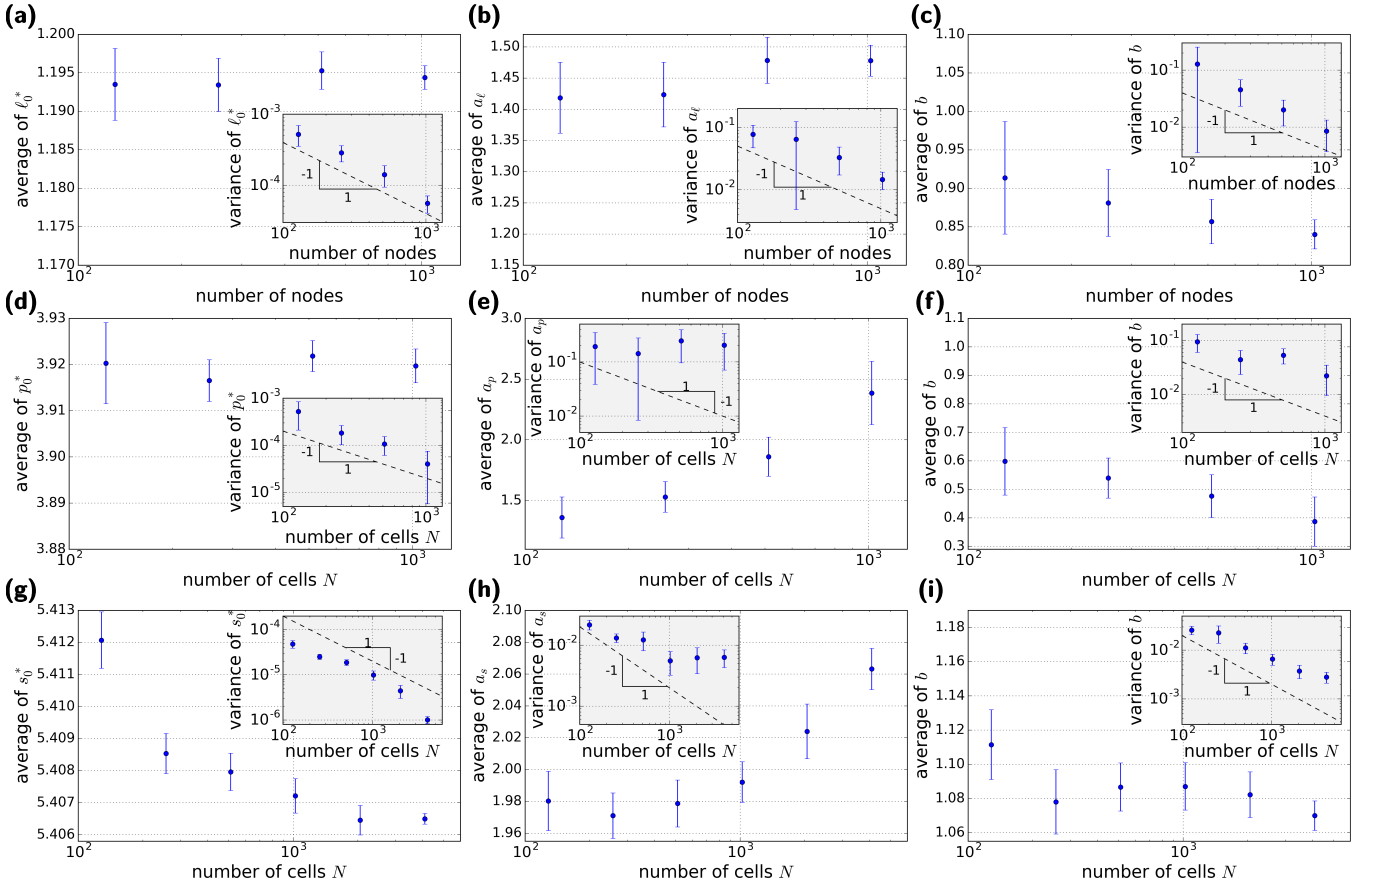 (a)
1.200
1.195
1.190
1.185
1.180
1.175
1.170
average of ℓ₀*
10² 10³
number of nodes
variance of ℓ₀*
10⁻³
10⁻⁴
-1
1
10² 10³
number of nodes
(b)
1.50
1.45
1.40
1.35
1.30
1.25
1.20
1.15
average of aℓ
10² 10³
number of nodes
variance of aℓ
10⁻¹
10⁻²
-1
1
10² 10³
number of nodes
(c)
1.10
1.05
1.00
0.95
0.90
0.85
0.80
average of b
10² 10³
number of nodes
variance of b
10⁻¹
10⁻²
-1
1
10² 10³
number of nodes
(d)
3.93
3.92
3.91
3.90
3.89
3.88
average of p₀*
10² 10³
number of cells N
variance of p₀*
10⁻³
10⁻⁴
10⁻⁵
-1
1
10² 10³
number of cells N
(e)
3.0
2.5
2.0
1.5
average of aₚ
10² 10³
number of cells N
variance of aₚ
10⁻¹
10⁻²
1
-1
10² 10³
number of cells N
(f)
1.1
1.0
0.9
0.8
0.7
0.6
0.5
0.4
0.3
average of b
10² 10³
number of cells N
variance of b
10⁻¹
10⁻²
-1
1
10² 10³
number of cells N
(g)
5.413
5.412
5.411
5.410
5.409
5.408
5.407
5.406
average of s₀*
10² 10³
number of cells N
variance of s₀*
10⁻⁴
10⁻⁵
10⁻⁶
1
-1
10² 10³
number of cells N
(h)
2.10
2.08
2.06
2.04
2.02
2.00
1.98
1.96
average of aₛ
10² 10³
number of cells N
variance of aₛ
10⁻²
10⁻³
-1
1
10² 10³
number of cells N
(i)
1.18
1.16
1.14
1.12
1.10
1.08
1.06
average of b
10² 10³
number of cells N
variance of b
10⁻²
10⁻³
-1
1
10² 10³
number of cells N